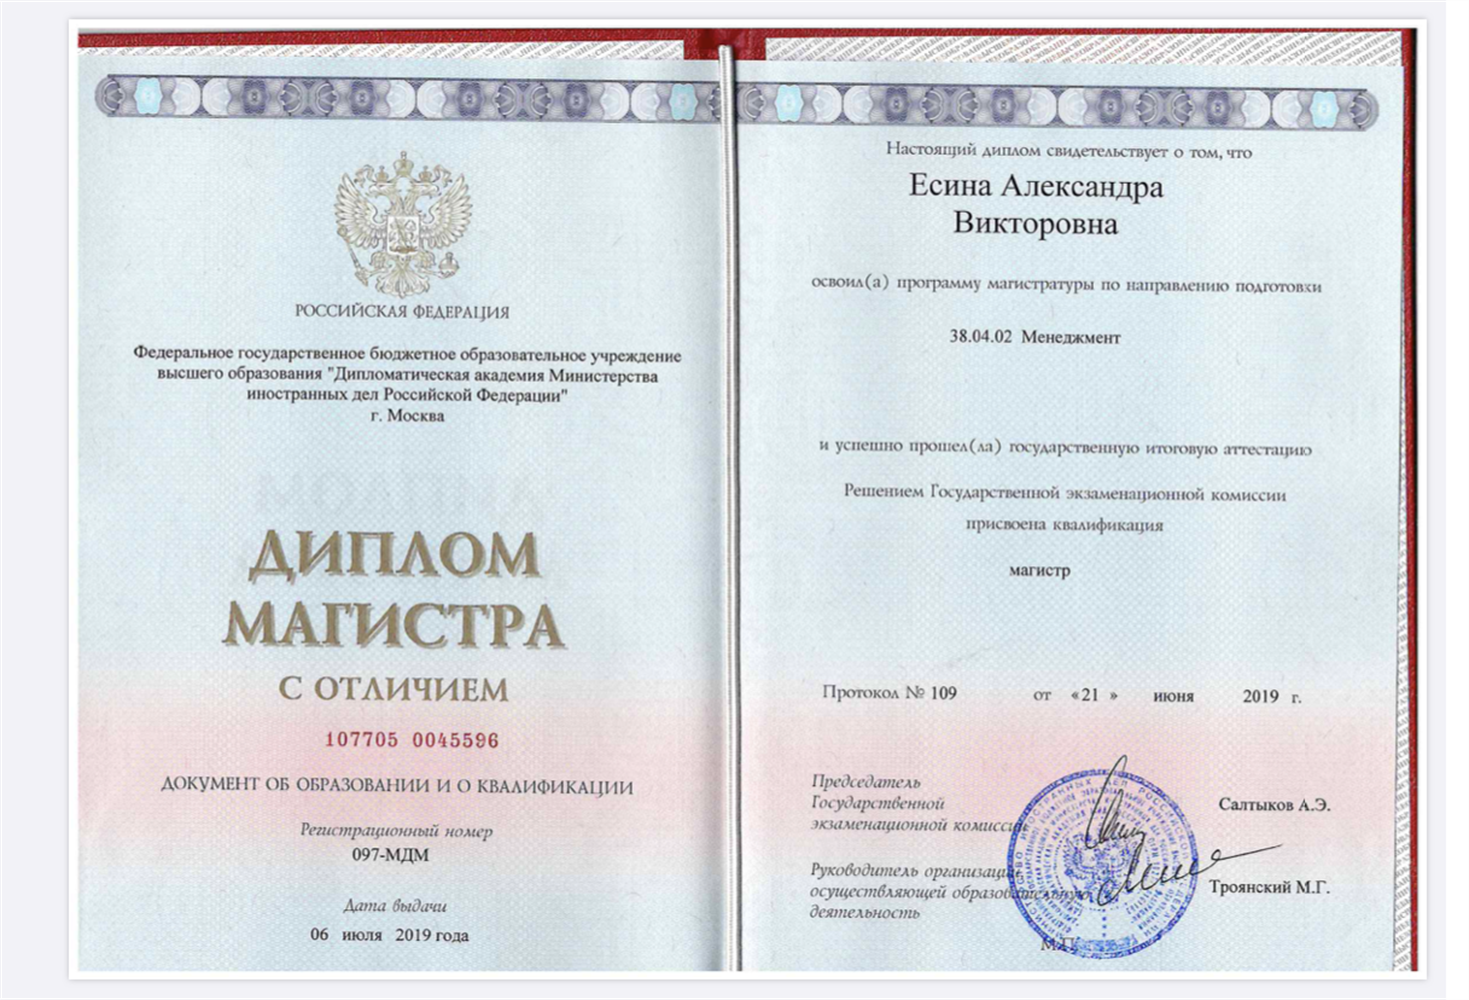 РОССИЙСКАЯ ФЕДЕРАЦИЯ
Федеральное государственное бюджетное образовательное учреждение
высшего образования "Дипломатическая академия Министерства
иностранных дел Российской Федерации"
г. Москва
ДИПЛОМ
МАГИСТРА
С ОТЛИЧИЕМ
107705 0045596
ДОКУМЕНТ ОБ ОБРАЗОВАНИИ И О КВАЛИФИКАЦИИ
Регистрационный номер
097-МДМ
Дата выдачи
06 июля 2019 года
Настоящий диплом свидетельствует о том, что
Есина Александра
Викторовна
освоил(а) программу магистратуры по направлению подготовки
38.04.02 Менеджмент
и успешно прошел(ла) государственную итоговую аттестацию
Решением Государственной экзаменационной комиссии
присвоена квалификация
магистр
Протокол № 109 от «21 » июня 2019 г.
Председатель
Государственной
экзаменационной комиссии
Салтыков А.Э.
Руководитель организации,
осуществляющей образовательную
деятельность
Троянский М.Г.
М.П.